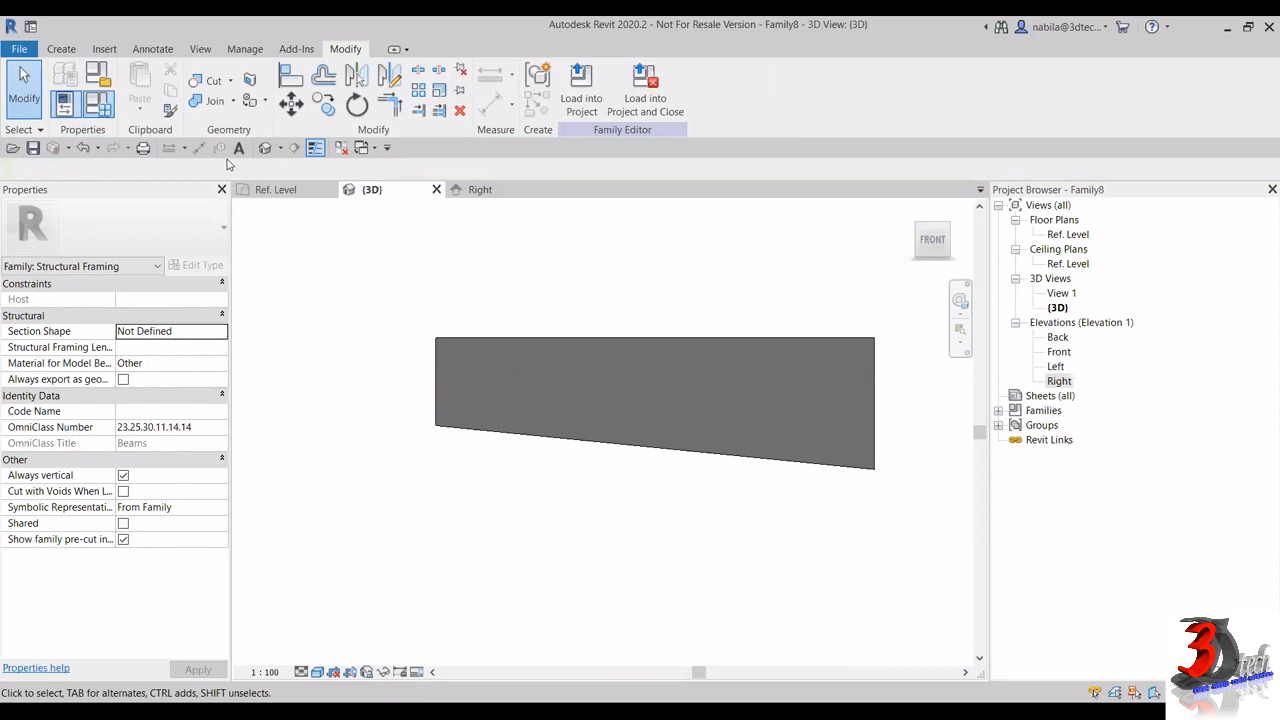 Autodesk Revit 2020.2 - Not For Resale Version - Family8 - 3D View: {3D}
nabila@3dtec...
File Create Insert Annotate View Manage Add-Ins Modify
Modify
Paste
Cut
Join
Load into Project
Load into Project and Close
Select Properties Clipboard Geometry Modify Measure Create Family Editor
Properties
Ref. Level {3D} Right
Project Browser - Family8
R
Family: Structural Framing
Edit Type
Constraints
Host
Structural
Section Shape Not Defined
Structural Framing Len...
Material for Model Be... Other
Always export as geo...
Identity Data
Code Name
OmniClass Number 23.25.30.11.14.14
OmniClass Title Beams
Other
Always vertical
Cut with Voids When L...
Symbolic Representati... From Family
Shared
Show family pre-cut in...
Properties help
Apply
FRONT
Views (all)
Floor Plans
Ref. Level
Ceiling Plans
Ref. Level
3D Views
View 1
{3D}
Elevations (Elevation 1)
Back
Front
Left
Right
Sheets (all)
Families
Groups
Revit Links
1 : 100
Click to select, TAB for alternates, CTRL adds, SHIFT unselects.
3Dtech